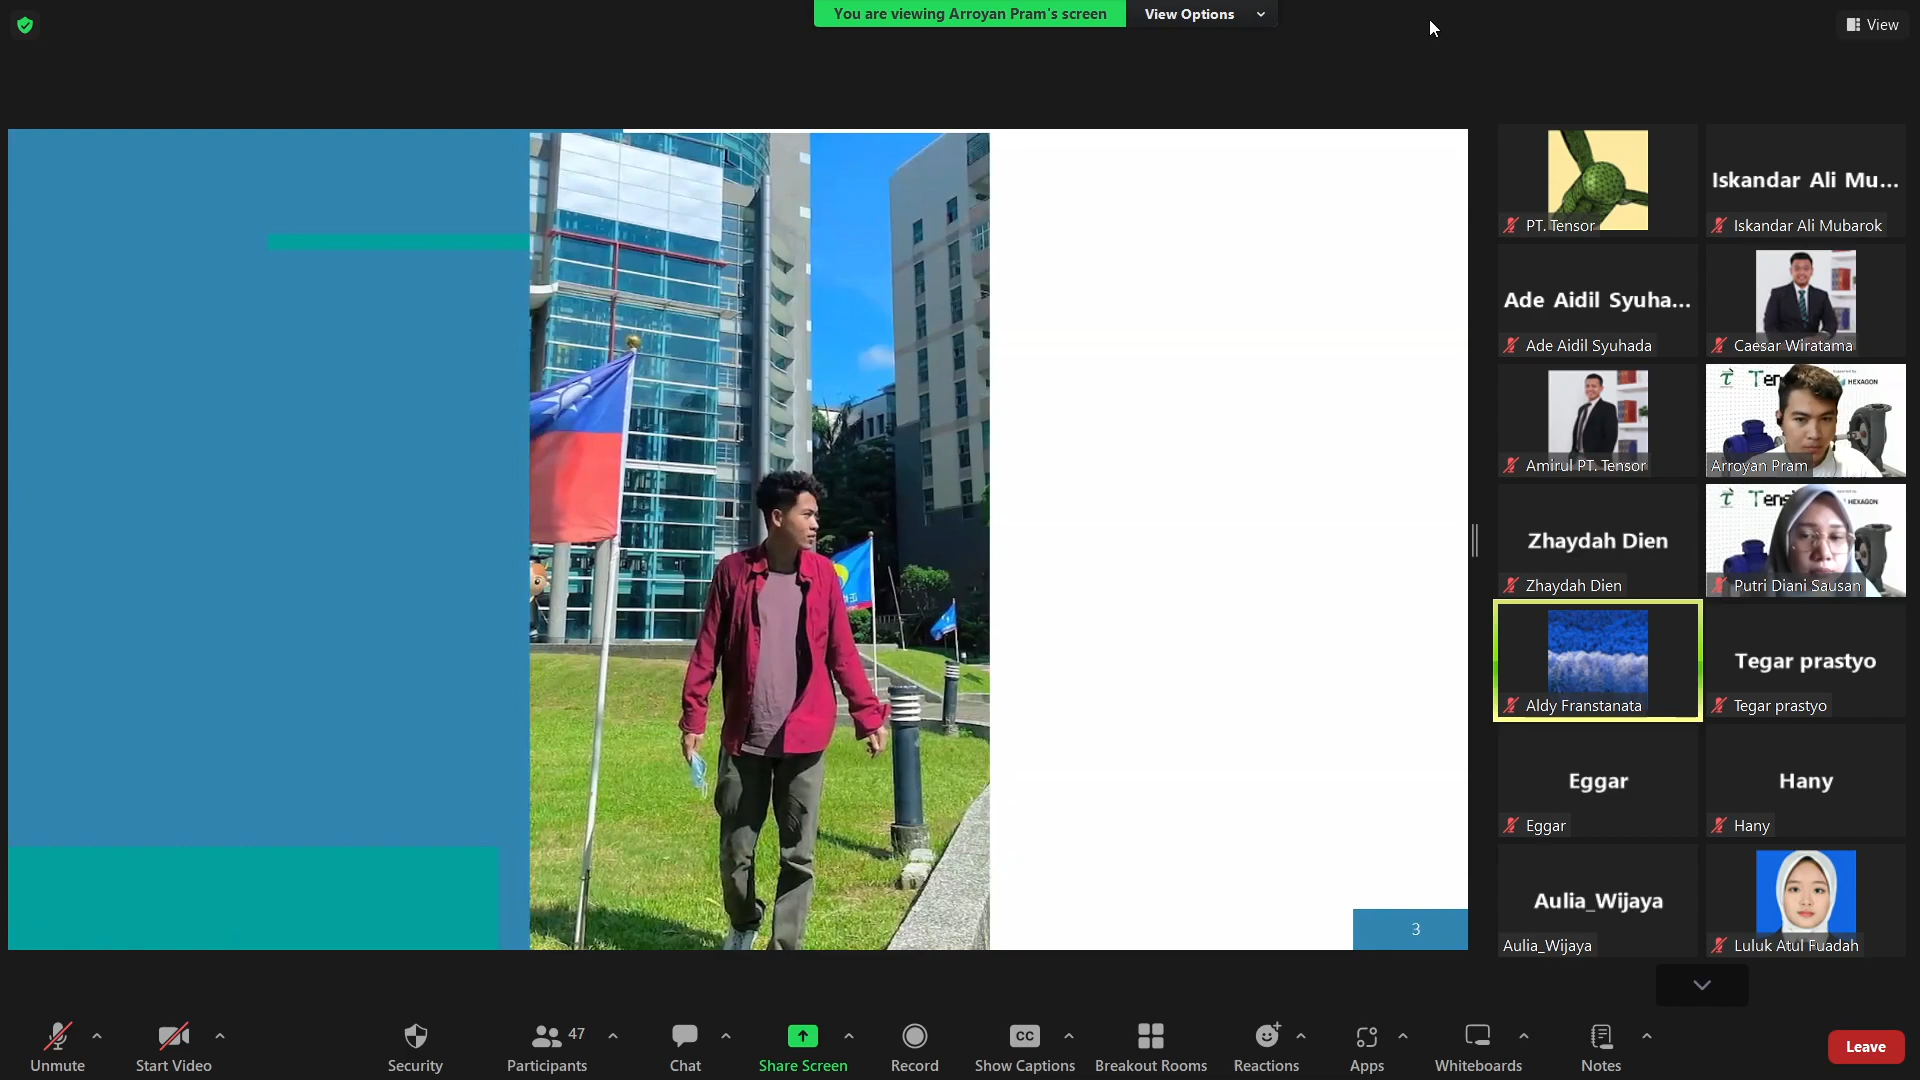 You are viewing Arroyan Pram's screen
View Options
View
PT. Tensor
Iskandar Ali Mu...
Iskandar Ali Mubarok
Ade Aidil Syuha...
Ade Aidil Syuhada
Caesar Wiratama
Amirul PT. Tensor
HEXAGON
Arroyan Pram
Zhaydah Dien
Zhaydah Dien
HEXAGON
Putri Diani Sausan
Aldy Franstanata
Tegar prastyo
Tegar prastyo
Eggar
Eggar
Hany
Hany
Aulia_Wijaya
Aulia_Wijaya
Luluk Atul Fuadah
3
Unmute
Start Video
Security
47
Participants
Chat
Share Screen
Record
CC
Show Captions
Breakout Rooms
Reactions
Apps
Whiteboards
Notes
Leave